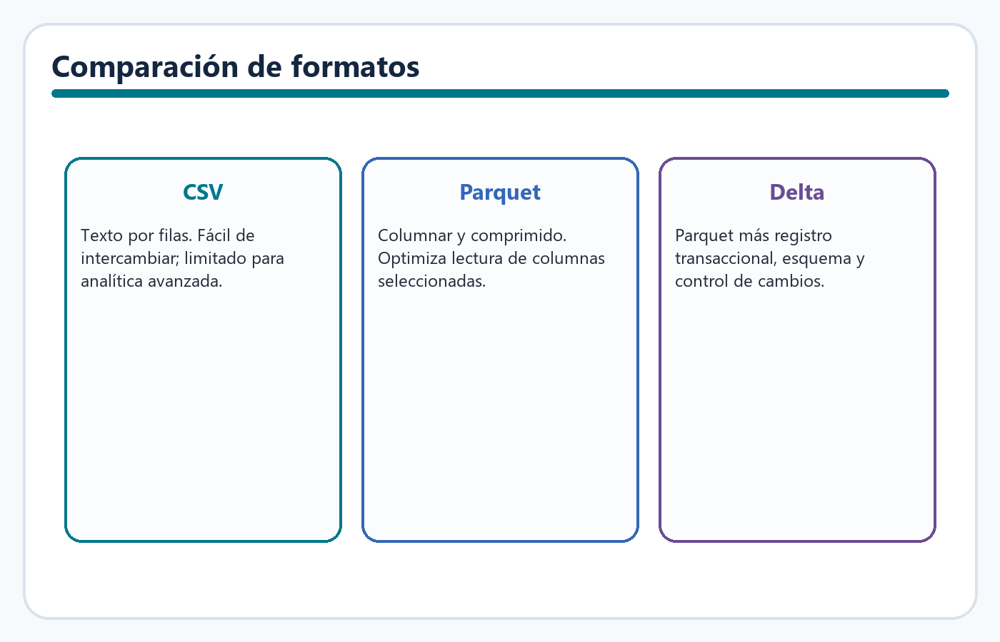 Comparación de formatos
CSV
Texto por filas. Fácil de
intercambiar; limitado para
analítica avanzada.
Parquet
Columnar y comprimido.
Optimiza lectura de columnas
seleccionadas.
Delta
Parquet más registro
transaccional, esquema y
control de cambios.